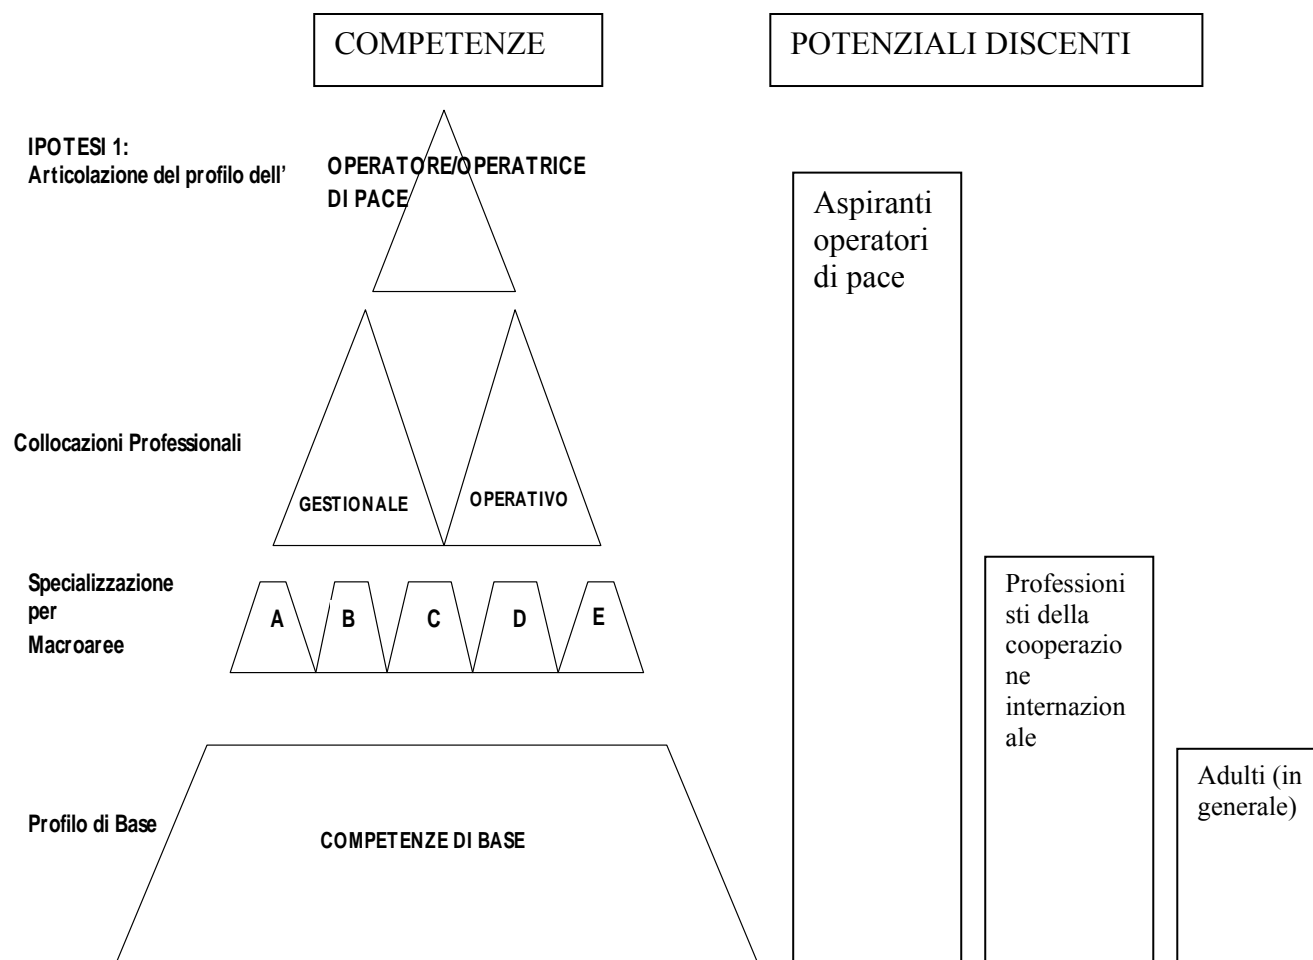 COMPETENZE
POTENZIALI DISCENTI
IPOTESI 1:
Articolazione del profilo dell'
OPERATORE/OPERATRICE
DI PACE
Aspiranti
operatori
di pace
Collocazioni Professionali
GESTIONALE
OPERATIVO
Specializzazione
per
Macroaree
A
B
C
D
E
Professioni
sti della
cooperazio
ne
internazion
ale
Profilo di Base
COMPETENZE DI BASE
Adulti (in
generale)